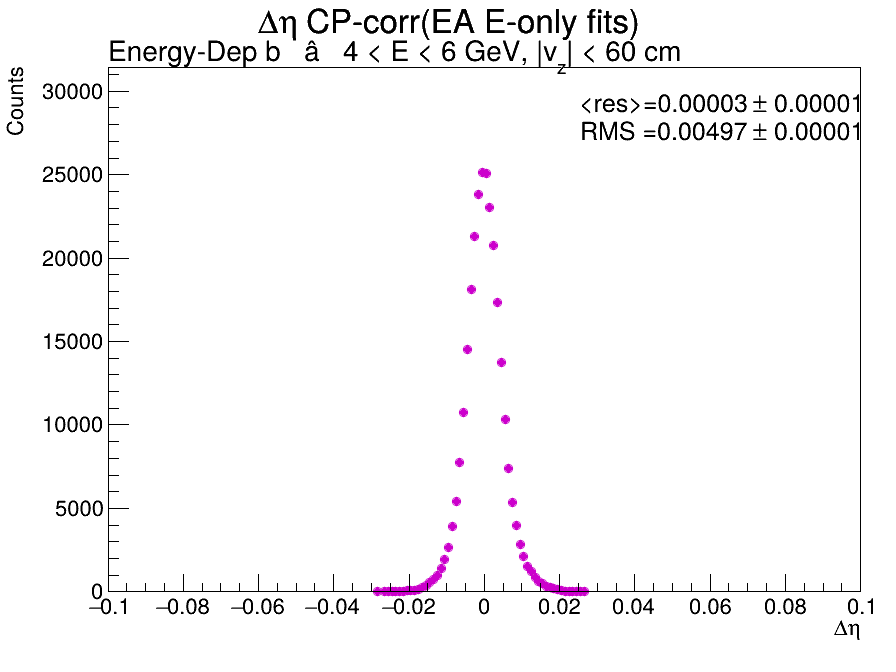 Δη CP-corr(EA E-only fits)
Energy-Dep b â 4 < E < 6 GeV, |v_z| < 60 cm
<res>=0.00003±0.00001
RMS =0.00497±0.00001
Counts
30000
25000
20000
15000
10000
5000
0
−0.1 −0.08 −0.06 −0.04 −0.02 0 0.02 0.04 0.06 0.08 0.1
Δη